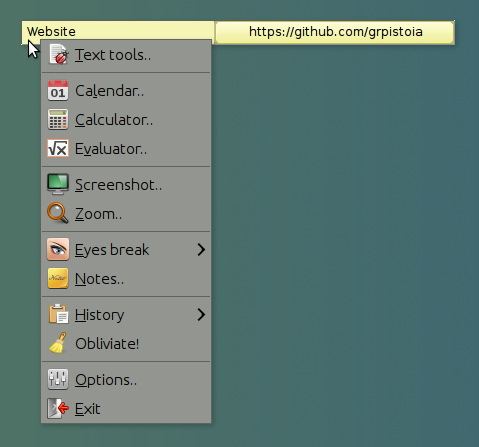 Website https://github.com/grpistoia
Text tools..
01 Calendar..
Calculator..
√x Evaluator..
Screenshot..
Zoom..
Eyes break
Notes..
History
Obliviate!
Options..
Exit